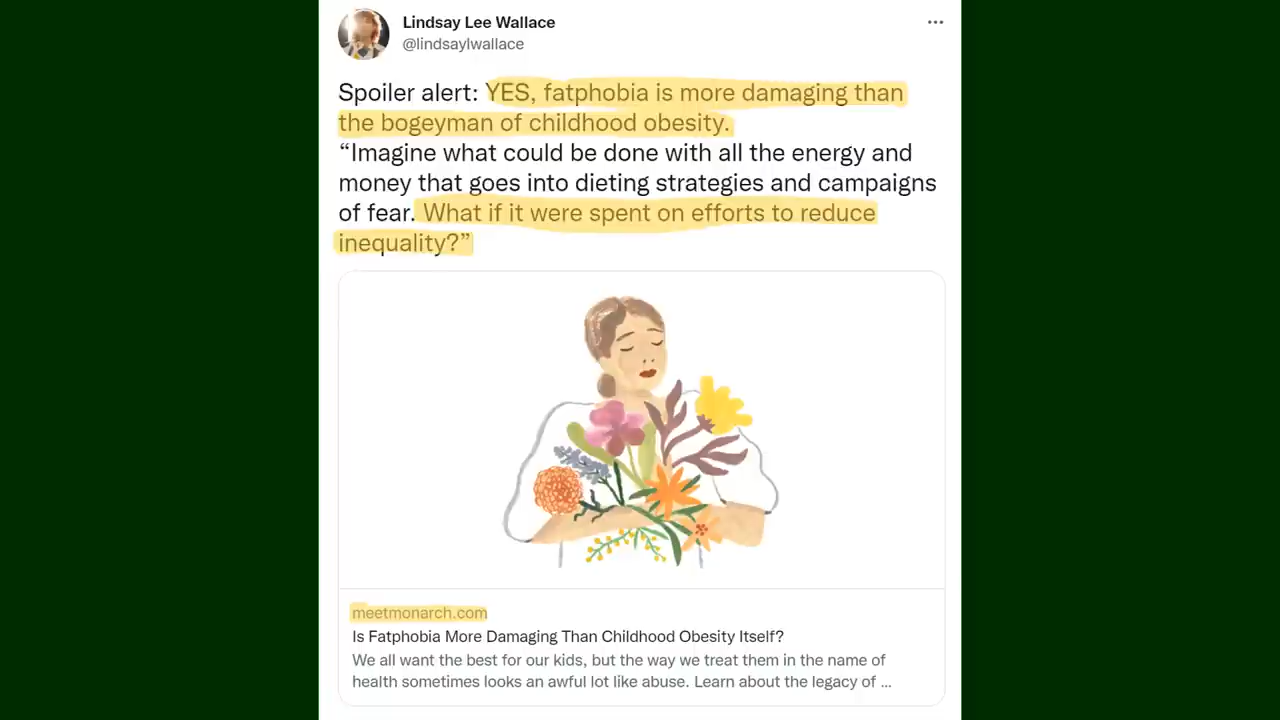 Lindsay Lee Wallace
@lindsaylwallace
Spoiler alert: YES, fatphobia is more damaging than
the bogeyman of childhood obesity.
“Imagine what could be done with all the energy and
money that goes into dieting strategies and campaigns
of fear. What if it were spent on efforts to reduce
inequality?”
meetmonarch.com
Is Fatphobia More Damaging Than Childhood Obesity Itself?
We all want the best for our kids, but the way we treat them in the name of
health sometimes looks an awful lot like abuse. Learn about the legacy of ...